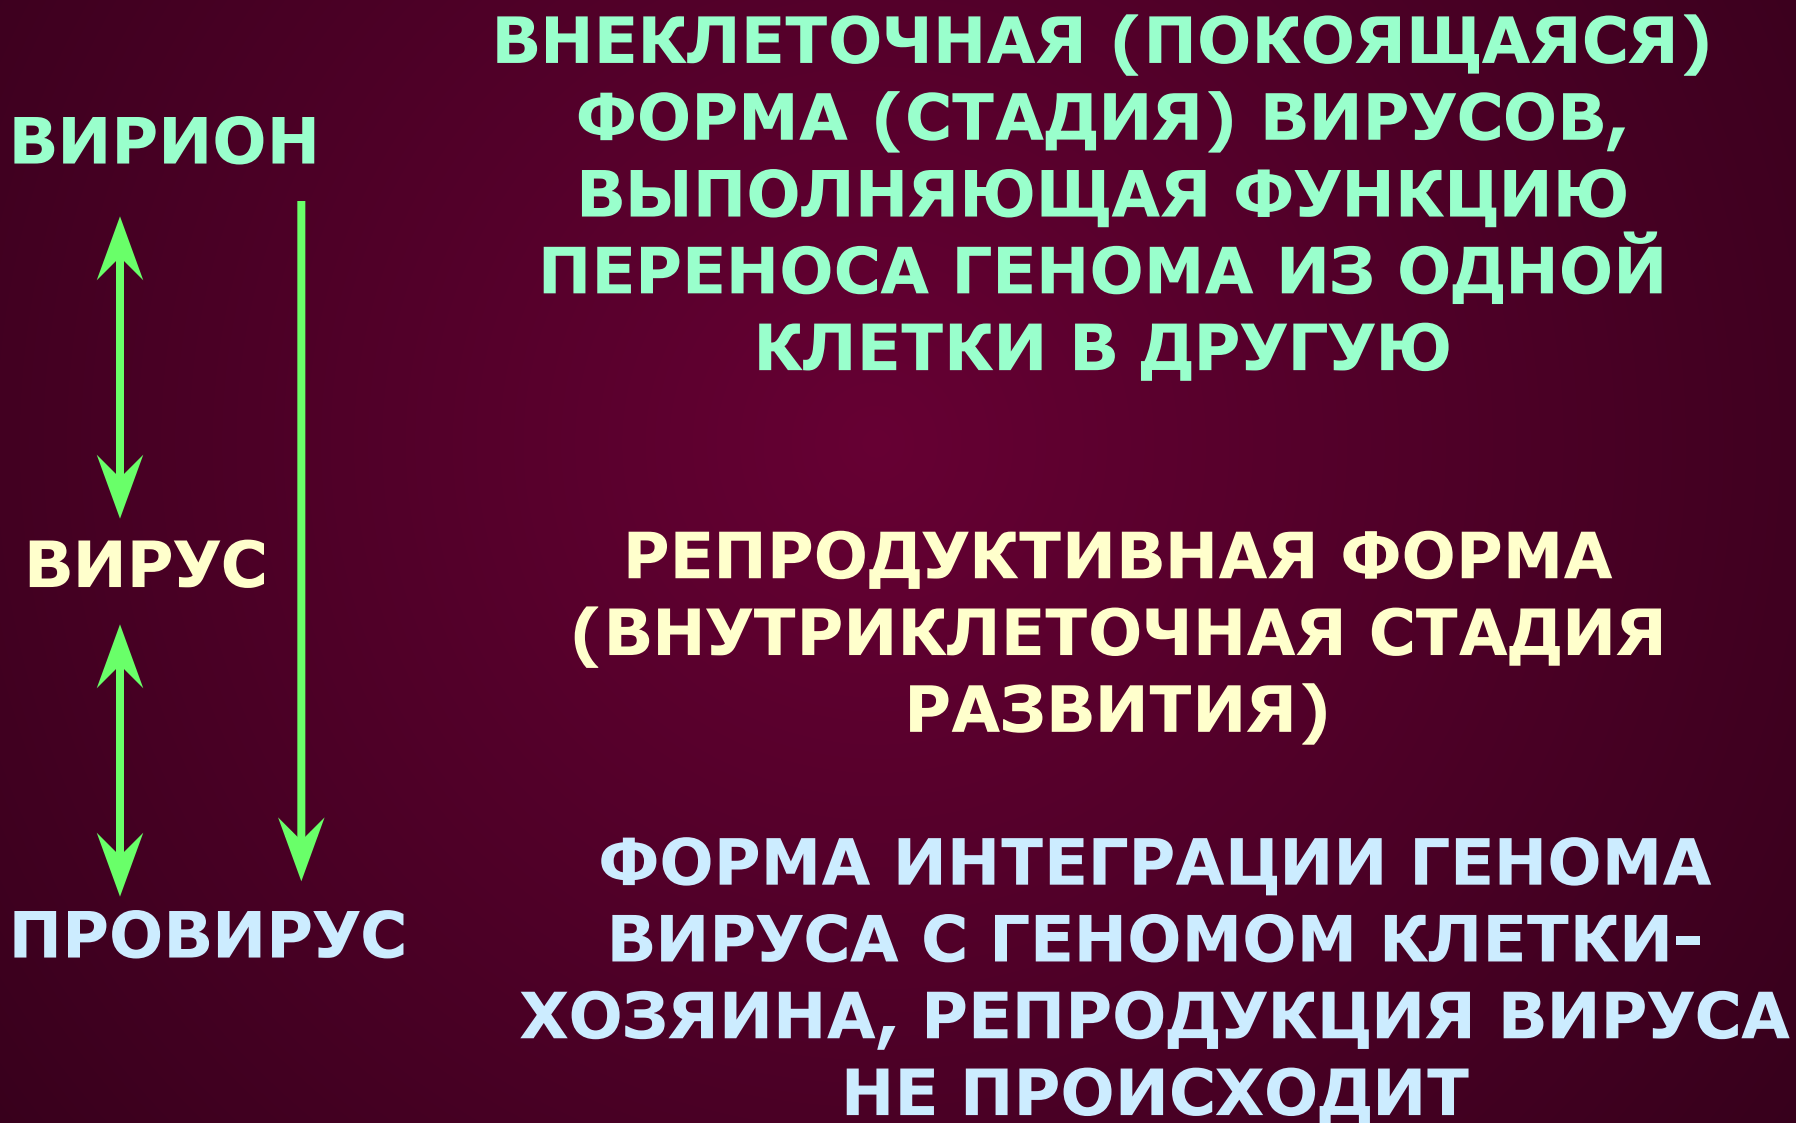 ВИРИОН
ВНЕКЛЕТОЧНАЯ (ПОКОЯЩАЯСЯ)
ФОРМА (СТАДИЯ) ВИРУСОВ,
ВЫПОЛНЯЮЩАЯ ФУНКЦИЮ
ПЕРЕНОСА ГЕНОМА ИЗ ОДНОЙ
КЛЕТКИ В ДРУГУЮ
ВИРУС
РЕПРОДУКТИВНАЯ ФОРМА
(ВНУТРИКЛЕТОЧНАЯ СТАДИЯ
РАЗВИТИЯ)
ПРОВИРУС
ФОРМА ИНТЕГРАЦИИ ГЕНОМА
ВИРУСА С ГЕНОМОМ КЛЕТКИ-
ХОЗЯИНА, РЕПРОДУКЦИЯ ВИРУСА
НЕ ПРОИСХОДИТ